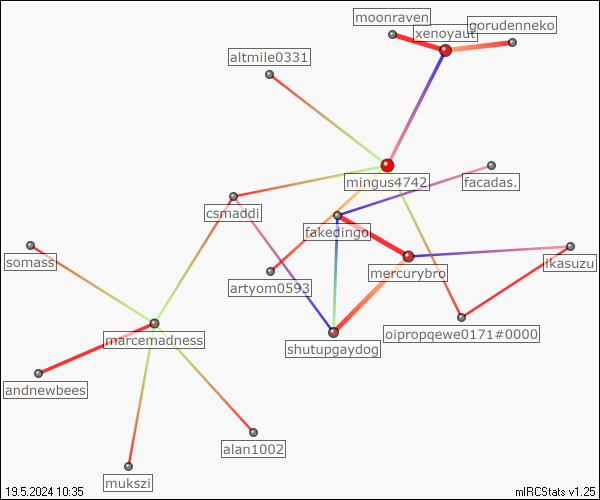 moonraven
gorudenneko
xenoyaut
altmile0331
mingus4742
facadas.
csmaddi
fakedingo
somass
mercurybro
ikasuzu
artyom0593
marcemadness
shutupgaydog
oipropqewe0171#0000
andnewbees
alan1002
mukszi
19.5.2024 10:35
mIRCStats v1.25